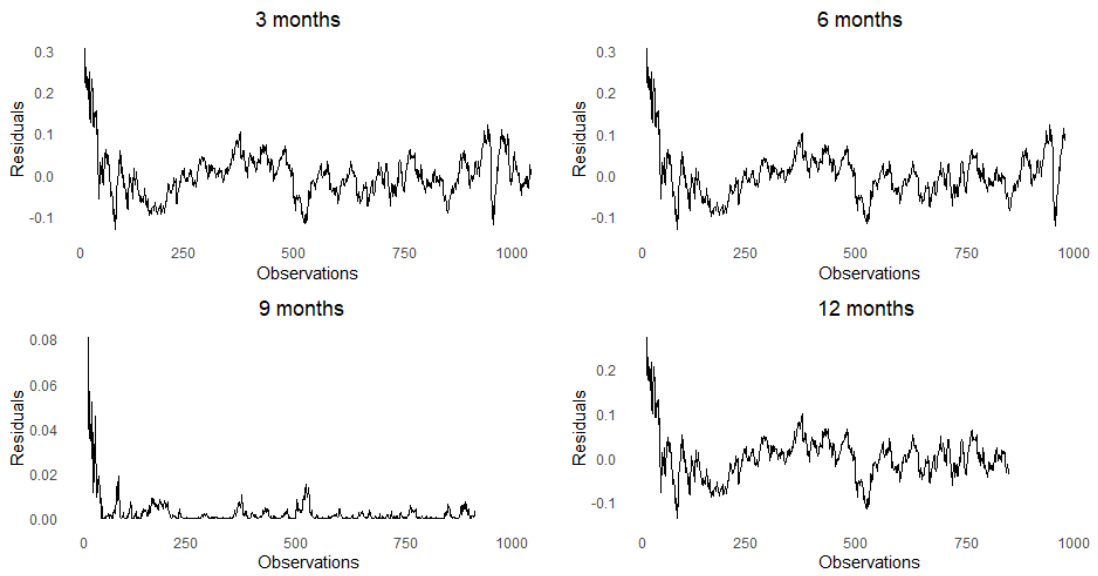 3 months
0.3
0.2
0.1
0.0
-0.1
Residuals
0 250 500 750 1000
Observations
6 months
0.3
0.2
0.1
0.0
-0.1
Residuals
0 250 500 750 1000
Observations
9 months
0.08
0.06
0.04
0.02
0.00
Residuals
0 250 500 750 1000
Observations
12 months
0.2
0.1
0.0
-0.1
Residuals
0 250 500 750 1000
Observations